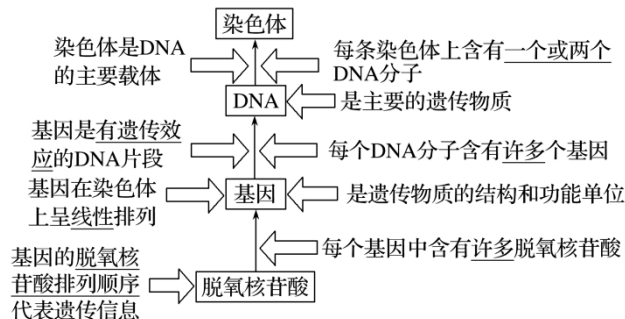 染色体
染色体是DNA
的主要载体
每条染色体上含有一个或两个
DNA分子
DNA
是主要的遗传物质
基因是有遗传效
应的DNA片段
每个DNA分子含有许多个基因
基因在染色体
上呈线性排列
基因
是遗传物质的结构和功能单位
每个基因中含有许多脱氧核苷酸
基因的脱氧核
苷酸排列顺序
代表遗传信息
脱氧核苷酸